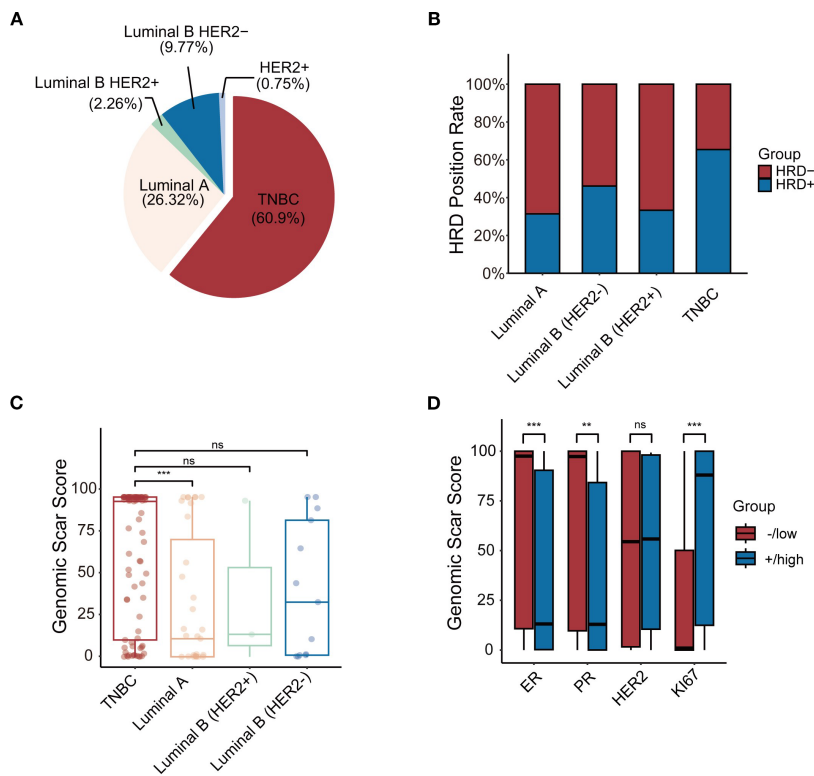 A
Luminal B HER2−
(9.77%)
HER2+
(0.75%)
Luminal B HER2+
(2.26%)
Luminal A
(26.32%)
TNBC
(60.9%)
B
HRD Position Rate
100%
80%
60%
40%
20%
0%
Luminal A
Luminal B (HER2-)
Luminal B (HER2+)
TNBC
Group
HRD−
HRD+
C
Genomic Scar Score
100
75
50
25
0
ns
ns
***
TNBC
Luminal A
Luminal B (HER2+)
Luminal B (HER2-)
D
Genomic Scar Score
100
75
50
25
0
***
**
ns
***
ER
PR
HER2
KI67
Group
-/low
+/high